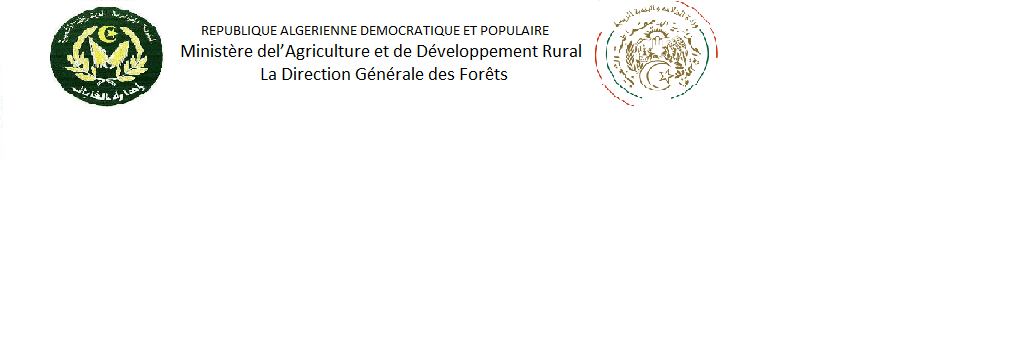 REPUBLIQUE ALGERIENNE DEMOCRATIQUE ET POPULAIRE
Ministère del’Agriculture et de Développement Rural
La Direction Générale des Forêts